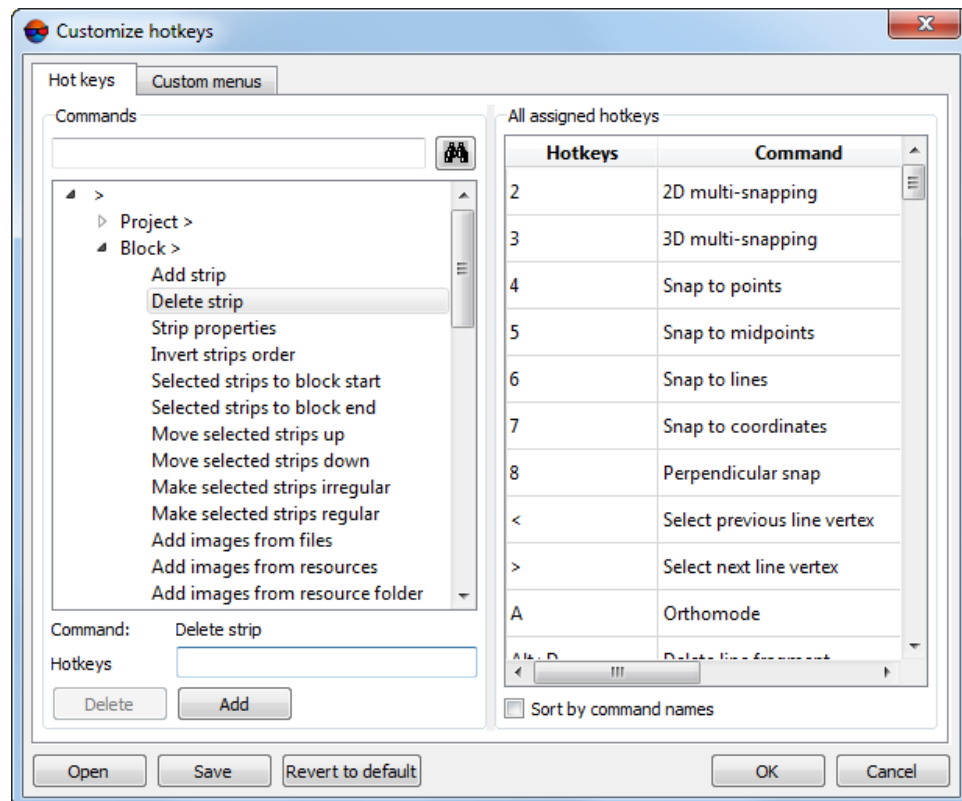 Customize hotkeys
Hot keys
Custom menus
Commands
>
Project >
Block >
Add strip
Delete strip
Strip properties
Invert strips order
Selected strips to block start
Selected strips to block end
Move selected strips up
Move selected strips down
Make selected strips irregular
Make selected strips regular
Add images from files
Add images from resources
Add images from resource folder
Command: Delete strip
Hotkeys
Delete
Add
All assigned hotkeys
Hotkeys Command
2 2D multi-snapping
3 3D multi-snapping
4 Snap to points
5 Snap to midpoints
6 Snap to lines
7 Snap to coordinates
8 Perpendicular snap
< Select previous line vertex
> Select next line vertex
A Orthomode
Alt+D Delete line fragment
Sort by command names
Open
Save
Revert to default
OK
Cancel